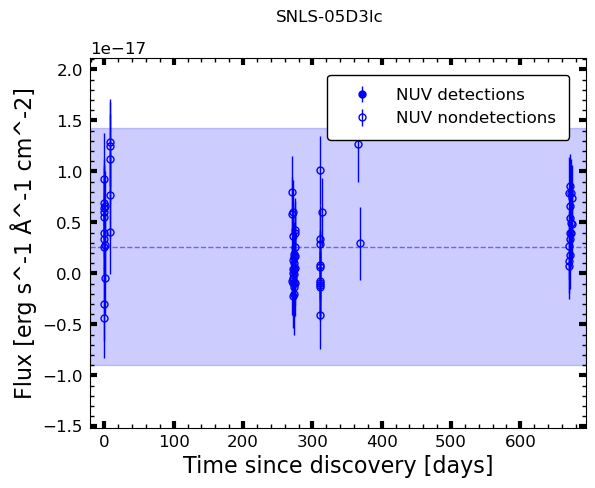 SNLS-05D3lc
1e−17
2.0
1.5
1.0
0.5
0.0
−0.5
−1.0
−1.5
Flux [erg s^-1 Å^-1 cm^-2]
NUV detections
NUV nondetections
0 100 200 300 400 500 600
Time since discovery [days]